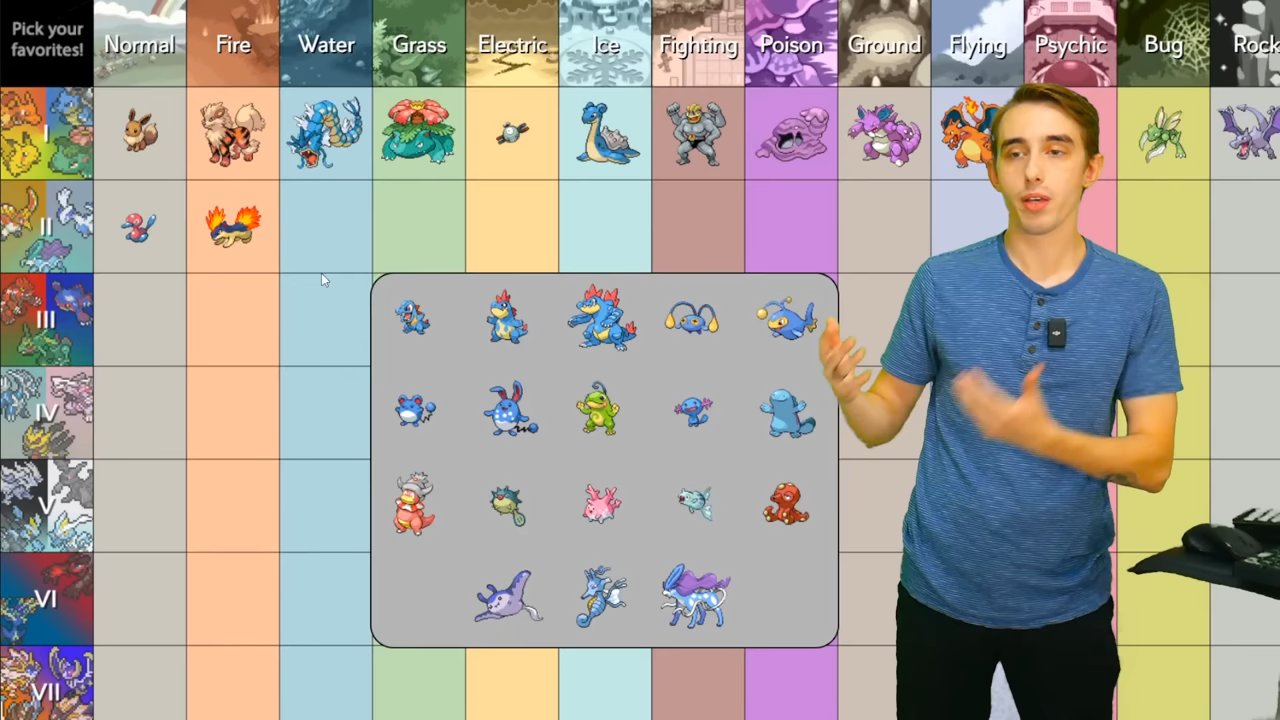 Pick your
favorites!
Normal
Fire
Water
Grass
Electric
Ice
Fighting
Poison
Ground
Flying
Psychic
Bug
Rock
I
II
III
IV
V
VI
VII